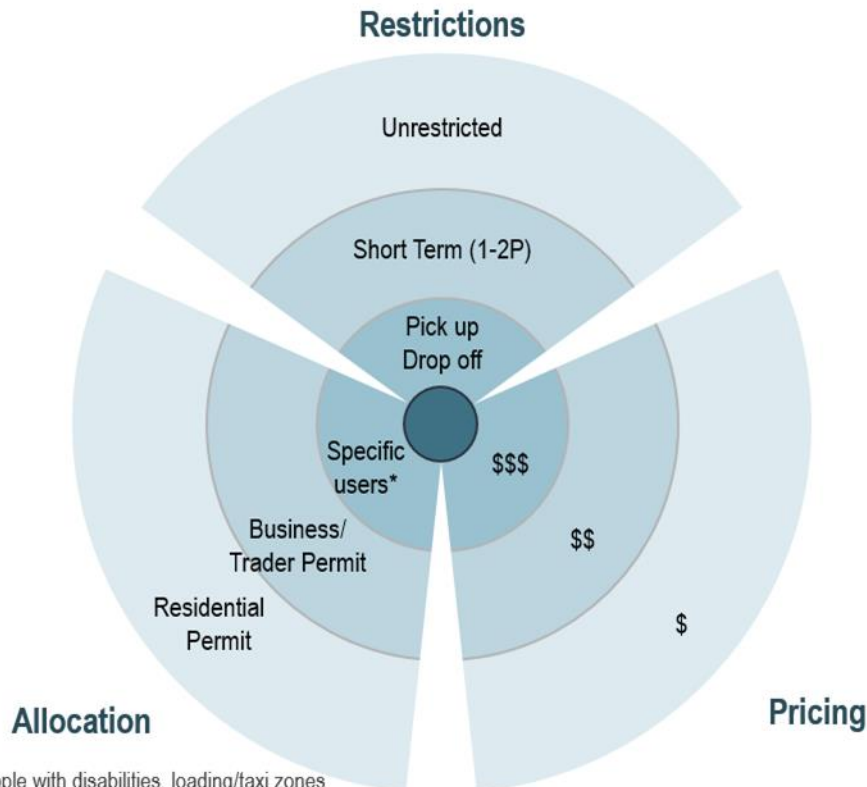 Restrictions
Unrestricted
Short Term (1-2P)
Pick up
Drop off
Specific
users*
$$$
Business/
Trader Permit
$$
Residential
Permit
$
Allocation
Pricing
with disabilities, loading/taxi zones